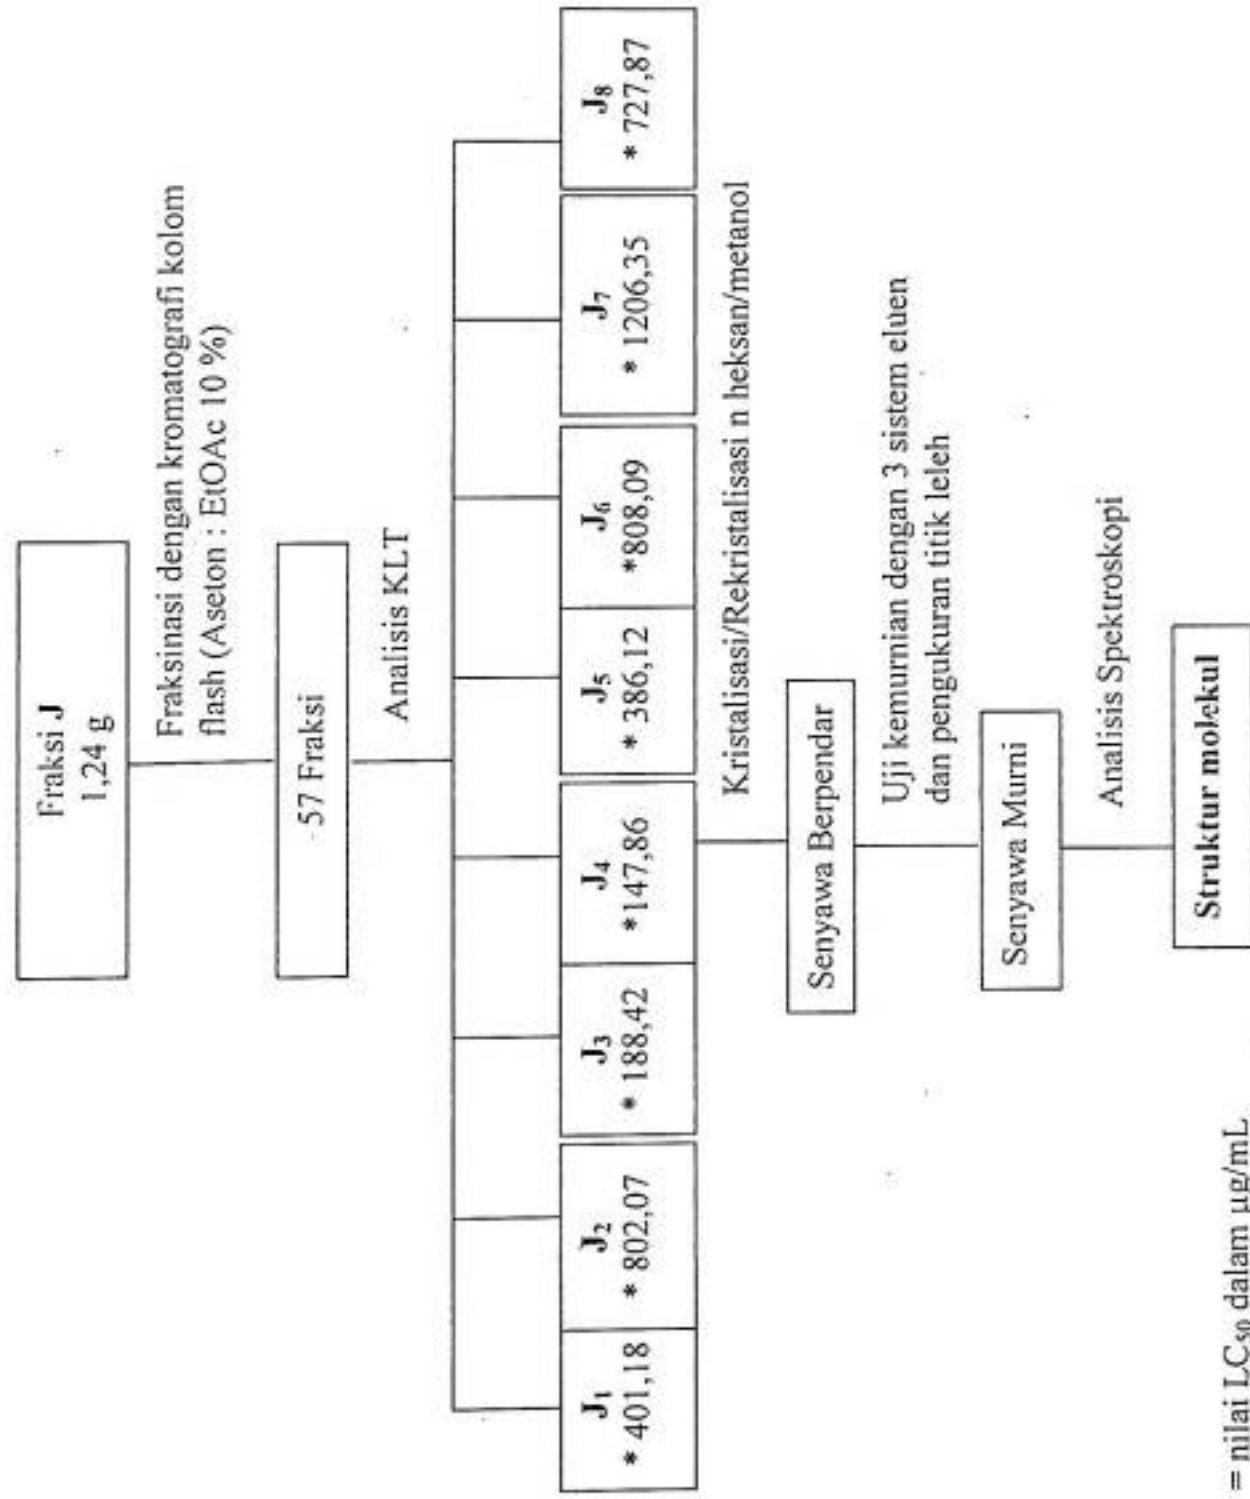 Fraksi J
1,24 g
Fraksinasi dengan kromatografi kolom
flash (Aseton : EtOAc 10 %)
57 Fraksi
Analisis KLT
J₁
* 401,18
J₂
* 802,07
J₃
* 188,42
J₄
*147,86
J₅
* 386,12
J₆
*808,09
J₇
* 1206,35
J₈
* 727,87
Kristalisasi/Rekristalisasi n heksan/metanol
Senyawa Berpendar
Uji kemurnian dengan 3 sistem eluen
dan pengukuran titik leleh
Senyawa Murni
Analisis Spektroskopi
Struktur molekul
= nilai LC₅₀ dalam µg/mL